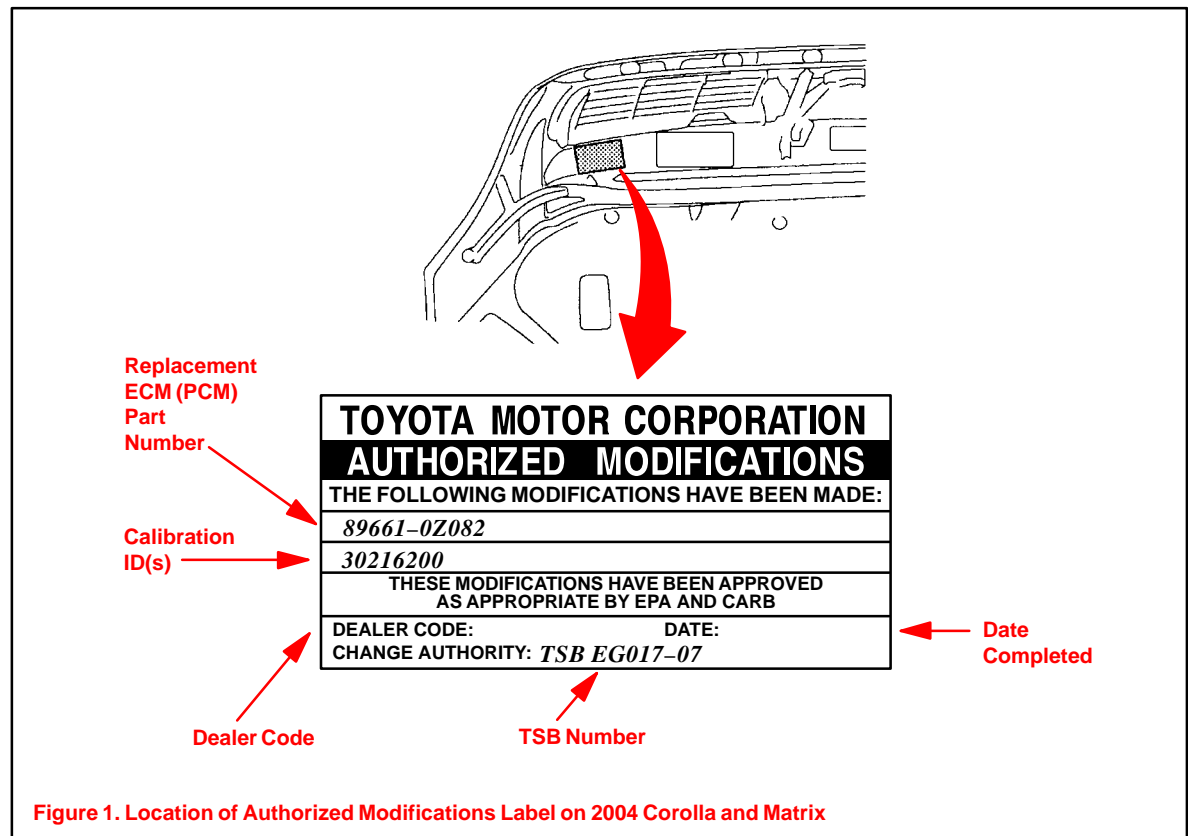 Replacement
ECM (PCM)
Part
Number
TOYOTA MOTOR CORPORATION
AUTHORIZED MODIFICATIONS
THE FOLLOWING MODIFICATIONS HAVE BEEN MADE:
89661–0Z082
Calibration
ID(s)
30216200
THESE MODIFICATIONS HAVE BEEN APPROVED
AS APPROPRIATE BY EPA AND CARB
DEALER CODE: DATE:
CHANGE AUTHORITY: TSB EG017–07
Date
Completed
Dealer Code
TSB Number
Figure 1. Location of Authorized Modifications Label on 2004 Corolla and Matrix